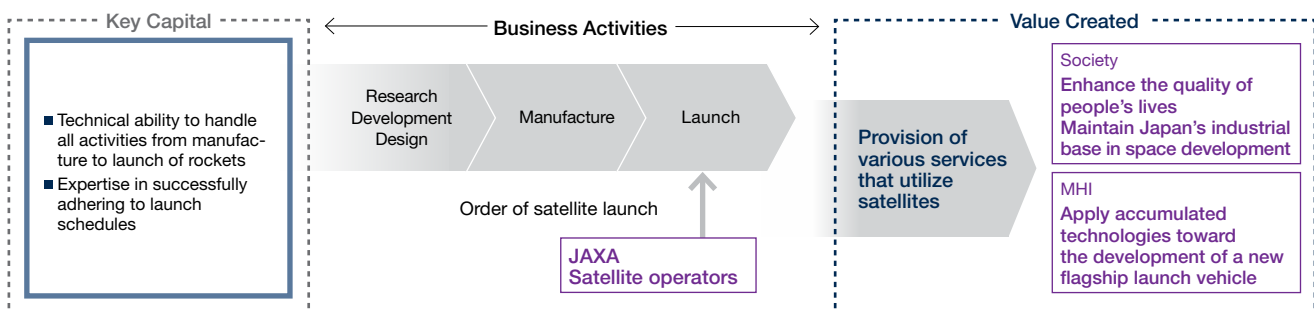 Key Capital
■ Technical ability to handle
all activities from manufac-
ture to launch of rockets
■ Expertise in successfully
adhering to launch
schedules
Business Activities
Research
Development
Design
Manufacture
Launch
Order of satellite launch
JAXA
Satellite operators
Value Created
Provision of
various services
that utilize
satellites
Society
Enhance the quality of
people’s lives
Maintain Japan’s industrial
base in space development
MHI
Apply accumulated
technologies toward
the development of a new
flagship launch vehicle